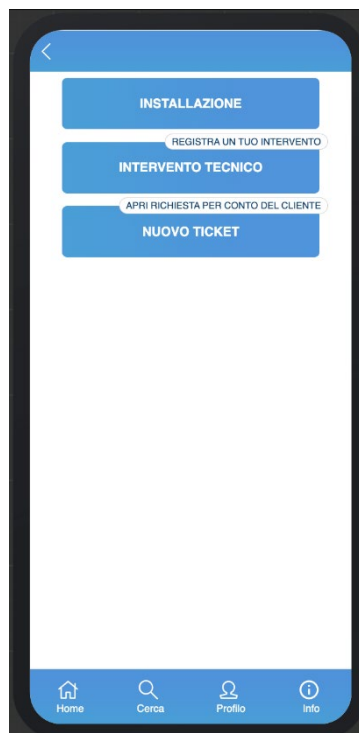 INSTALLAZIONE
REGISTRA UN TUO INTERVENTO
INTERVENTO TECNICO
APRI RICHIESTA PER CONTO DEL CLIENTE
NUOVO TICKET
Home Cerca Profilo Info